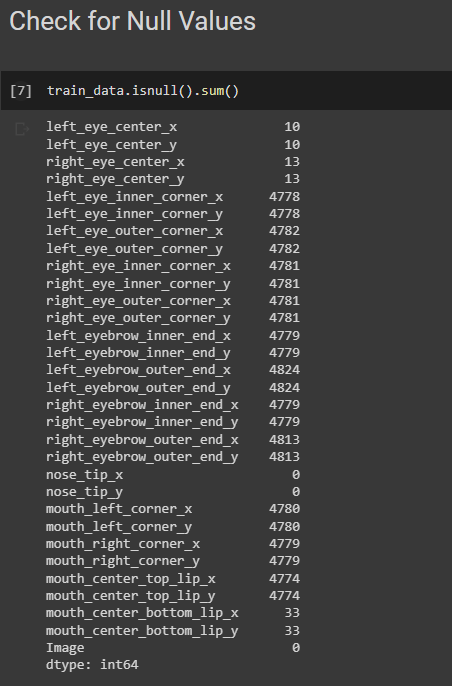 Check for Null Values
[7] train_data.isnull().sum()
left_eye_center_x 10
left_eye_center_y 10
right_eye_center_x 13
right_eye_center_y 13
left_eye_inner_corner_x 4778
left_eye_inner_corner_y 4778
left_eye_outer_corner_x 4782
left_eye_outer_corner_y 4782
right_eye_inner_corner_x 4781
right_eye_inner_corner_y 4781
right_eye_outer_corner_x 4781
right_eye_outer_corner_y 4781
left_eyebrow_inner_end_x 4779
left_eyebrow_inner_end_y 4779
left_eyebrow_outer_end_x 4824
left_eyebrow_outer_end_y 4824
right_eyebrow_inner_end_x 4779
right_eyebrow_inner_end_y 4779
right_eyebrow_outer_end_x 4813
right_eyebrow_outer_end_y 4813
nose_tip_x 0
nose_tip_y 0
mouth_left_corner_x 4780
mouth_left_corner_y 4780
mouth_right_corner_x 4779
mouth_right_corner_y 4779
mouth_center_top_lip_x 4774
mouth_center_top_lip_y 4774
mouth_center_bottom_lip_x 33
mouth_center_bottom_lip_y 33
Image 0
dtype: int64